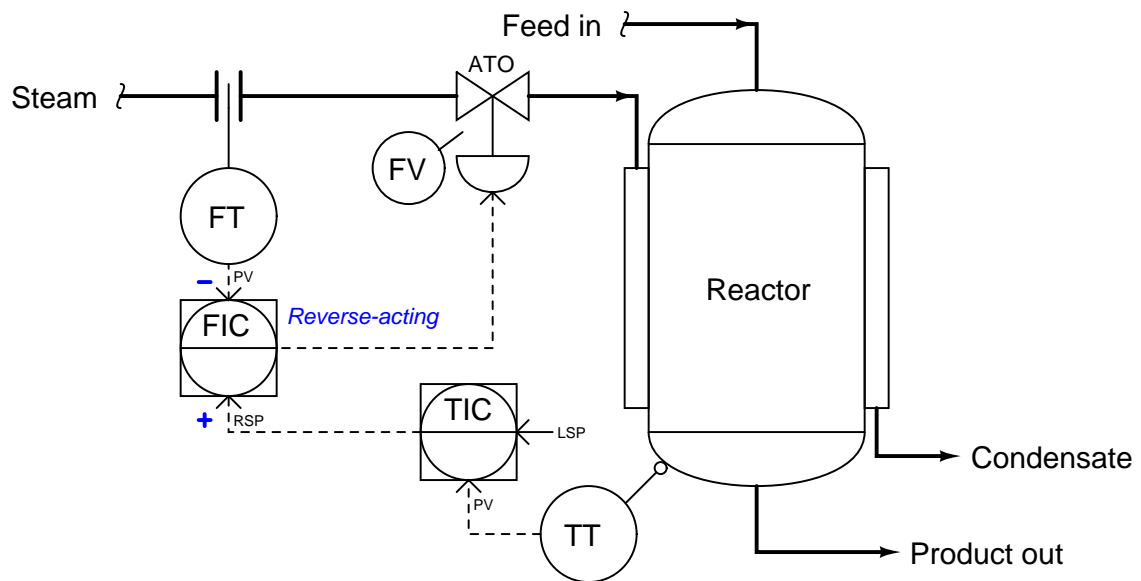 Feed in
ATO
Steam
FV
FT
PV
−
FIC
Reverse-acting
Reactor
+
RSP
TIC
LSP
PV
TT
Condensate
Product out